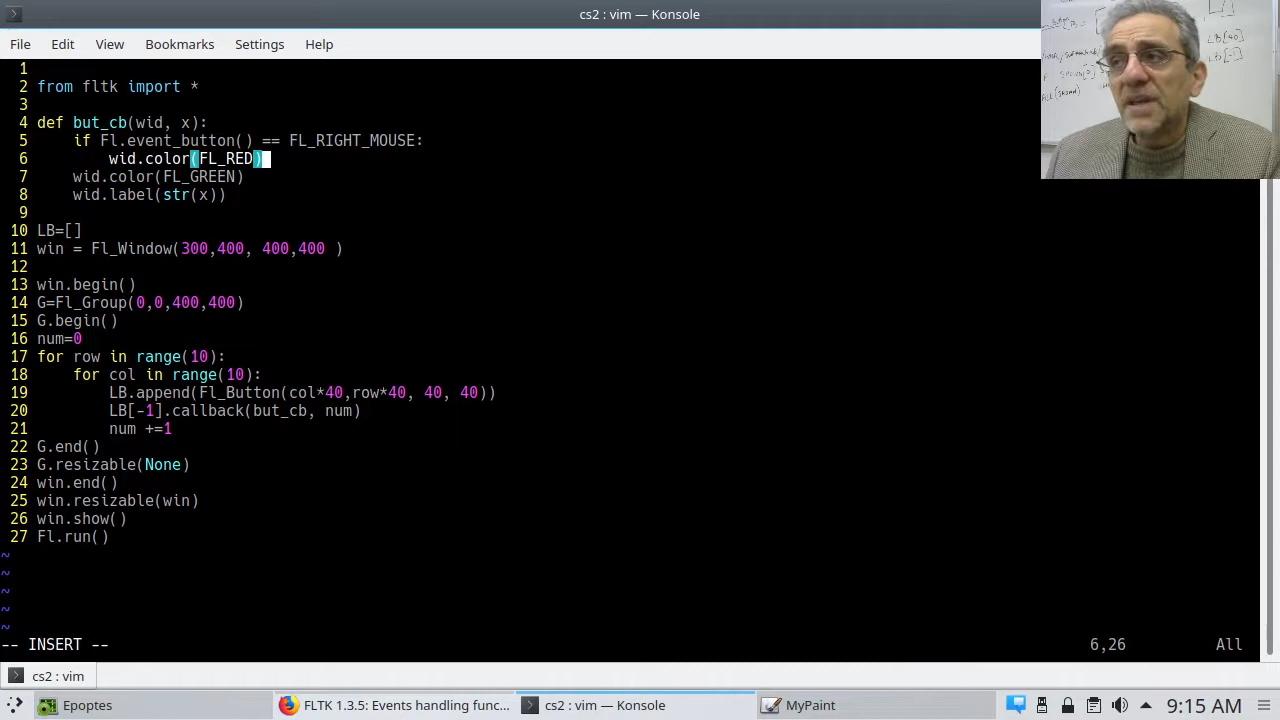 cs2 : vim — Konsole
File Edit View Bookmarks Settings Help
1
2 from fltk import *
3
4 def but_cb(wid, x):
5     if Fl.event_button() == FL_RIGHT_MOUSE:
6         wid.color(FL_RED)
7     wid.color(FL_GREEN)
8     wid.label(str(x))
9
10 LB=[]
11 win = Fl_Window(300,400, 400,400 )
12
13 win.begin()
14 G=Fl_Group(0,0,400,400)
15 G.begin()
16 num=0
17 for row in range(10):
18     for col in range(10):
19         LB.append(Fl_Button(col*40,row*40, 40, 40))
20         LB[-1].callback(but_cb, num)
21         num +=1
22 G.end()
23 G.resizable(None)
24 win.end()
25 win.resizable(win)
26 win.show()
27 Fl.run()
~
~
~
~
~
-- INSERT -- 6,26 All
cs2 : vim
Epoptes FLTK 1.3.5: Events handling func... cs2 : vim — Konsole MyPaint 9:15 AM